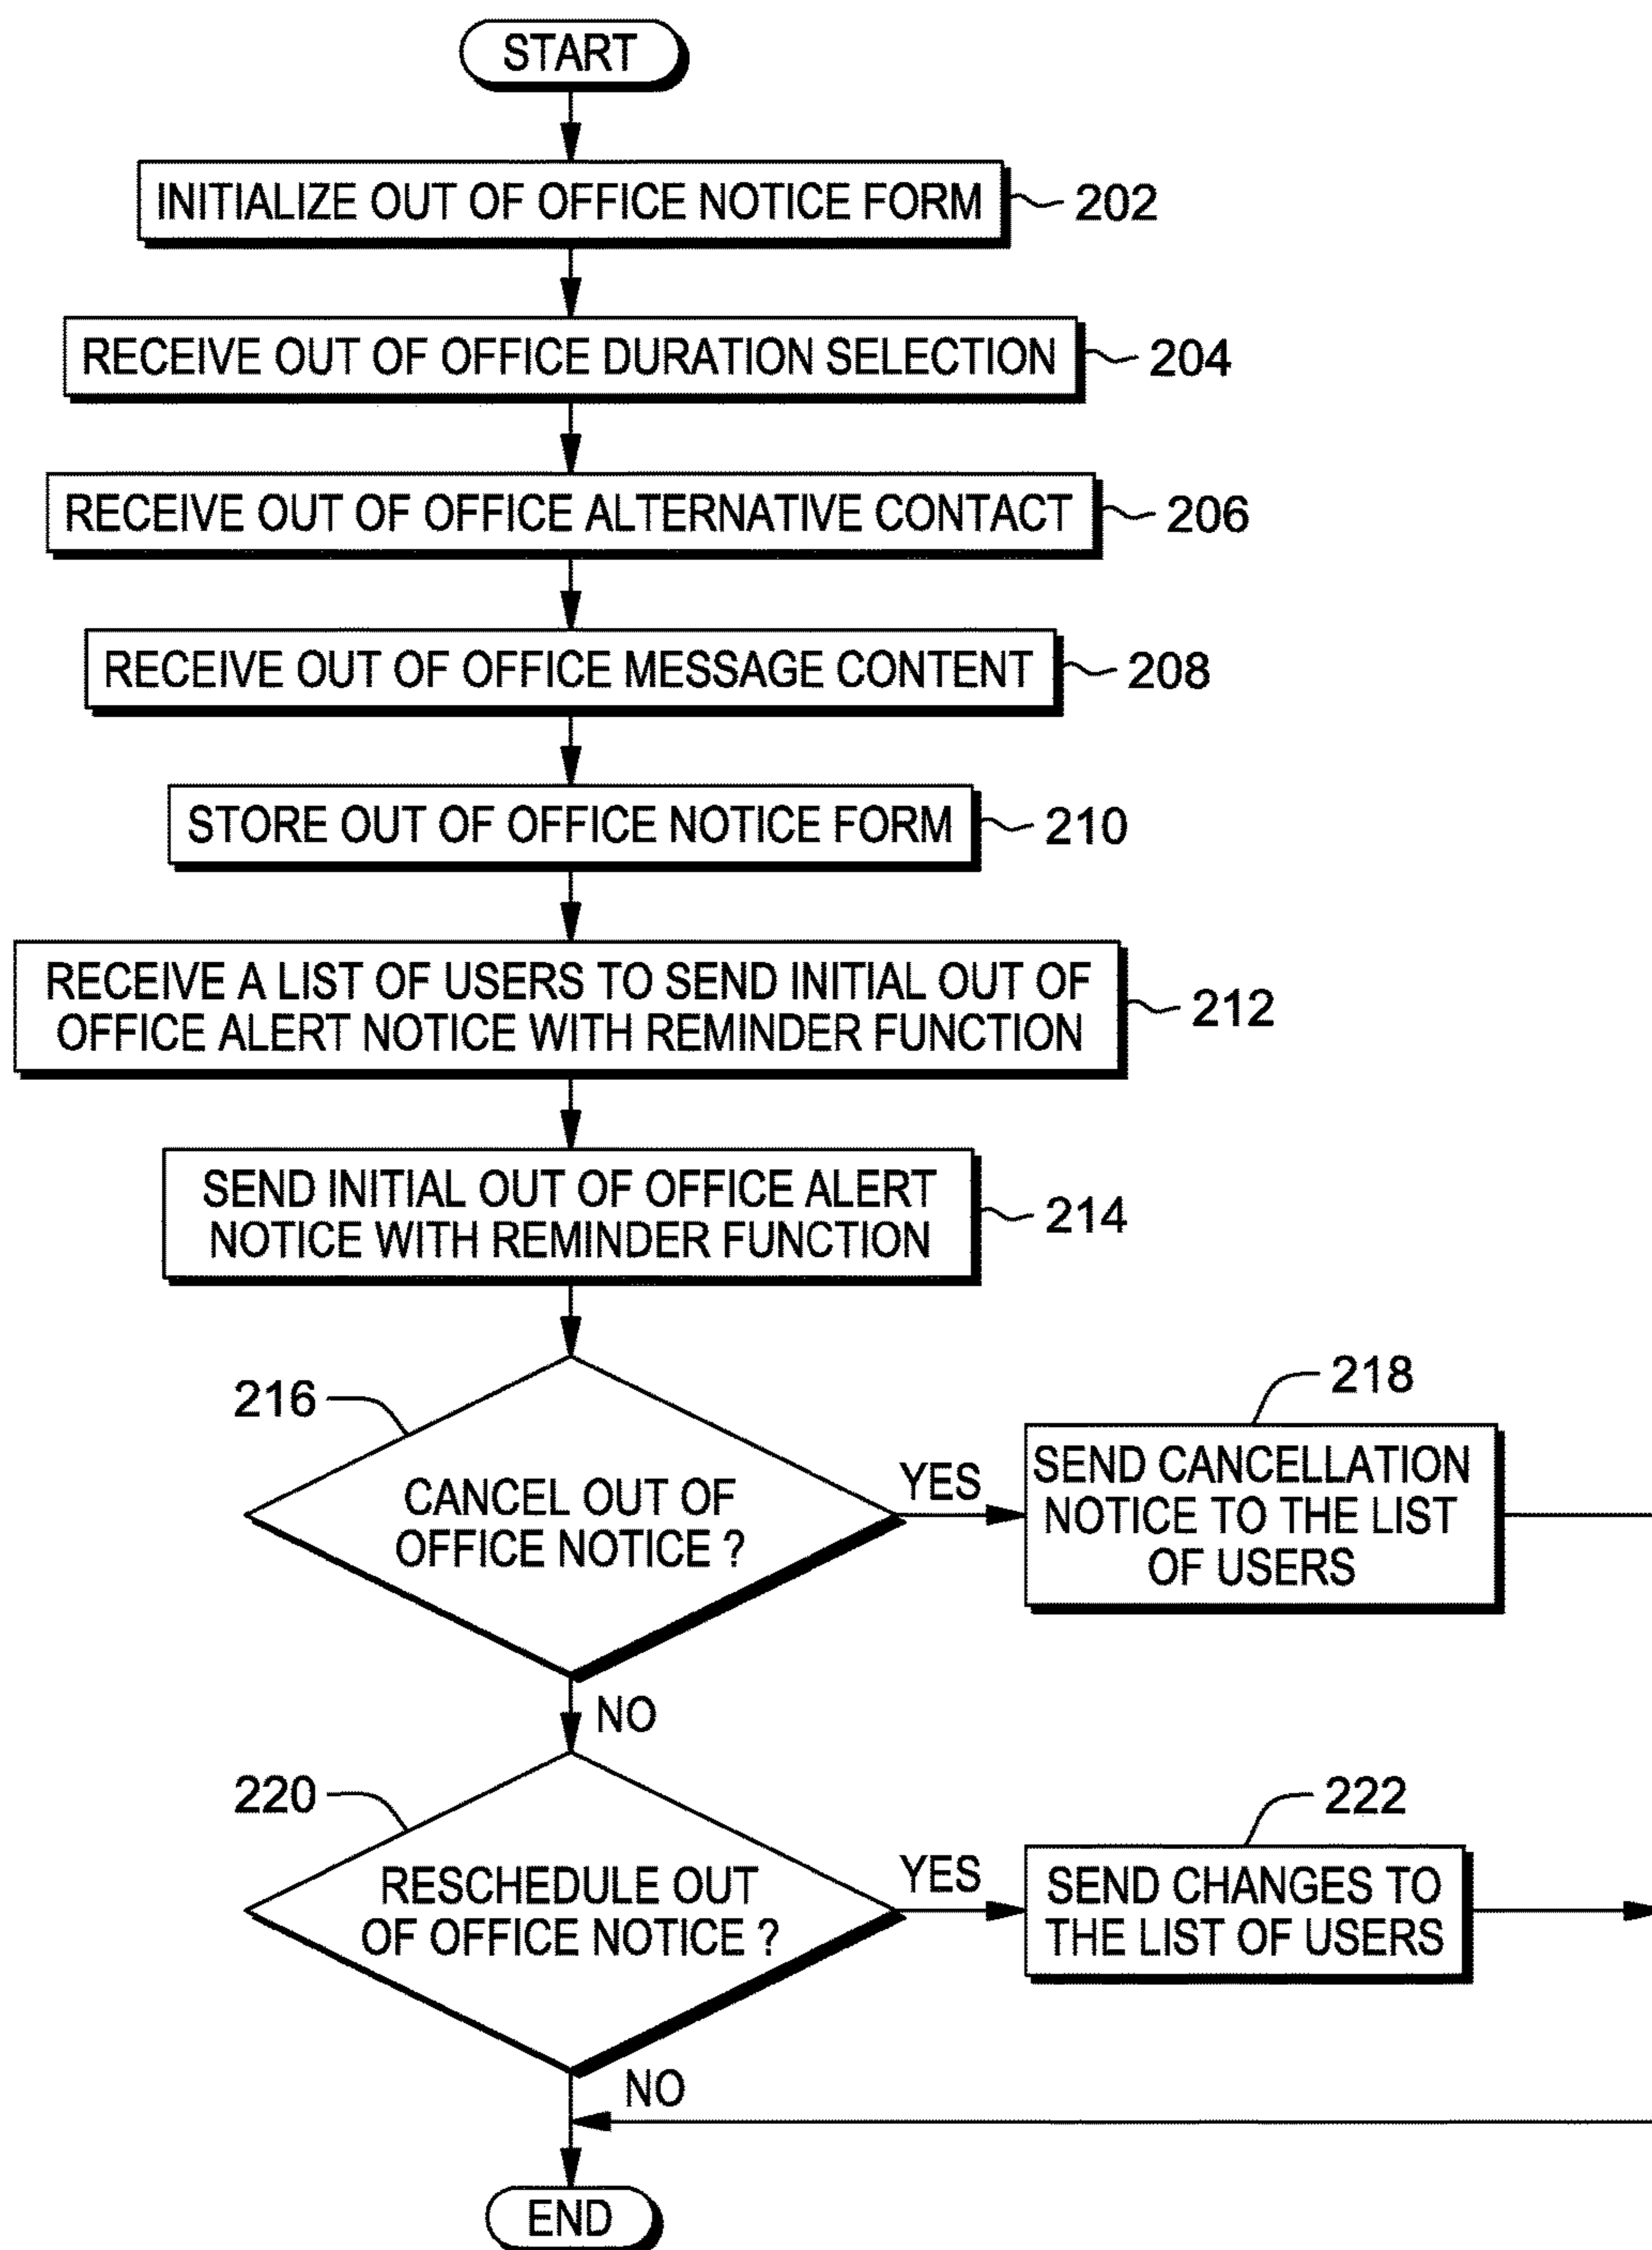 START
INITIALIZE OUT OF OFFICE NOTICE FORM
202
RECEIVE OUT OF OFFICE DURATION SELECTION
204
RECEIVE OUT OF OFFICE ALTERNATIVE CONTACT
206
RECEIVE OUT OF OFFICE MESSAGE CONTENT
208
STORE OUT OF OFFICE NOTICE FORM
210
RECEIVE A LIST OF USERS TO SEND INITIAL OUT OF
OFFICE ALERT NOTICE WITH REMINDER FUNCTION
212
SEND INITIAL OUT OF OFFICE ALERT
NOTICE WITH REMINDER FUNCTION
214
216
CANCEL OUT OF
OFFICE NOTICE ?
YES
218
SEND CANCELLATION
NOTICE TO THE LIST
OF USERS
NO
220
RESCHEDULE OUT
OF OFFICE NOTICE ?
YES
222
SEND CHANGES TO
THE LIST OF USERS
NO
END